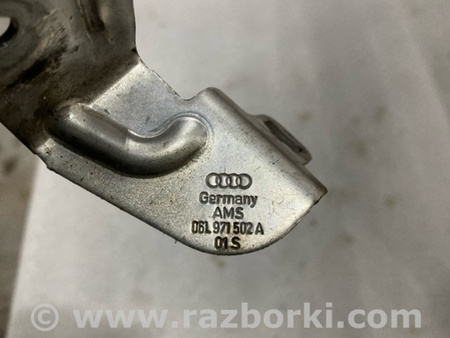 Germany
AMS
06L 971 502 A
01 S
© www.razborki.com